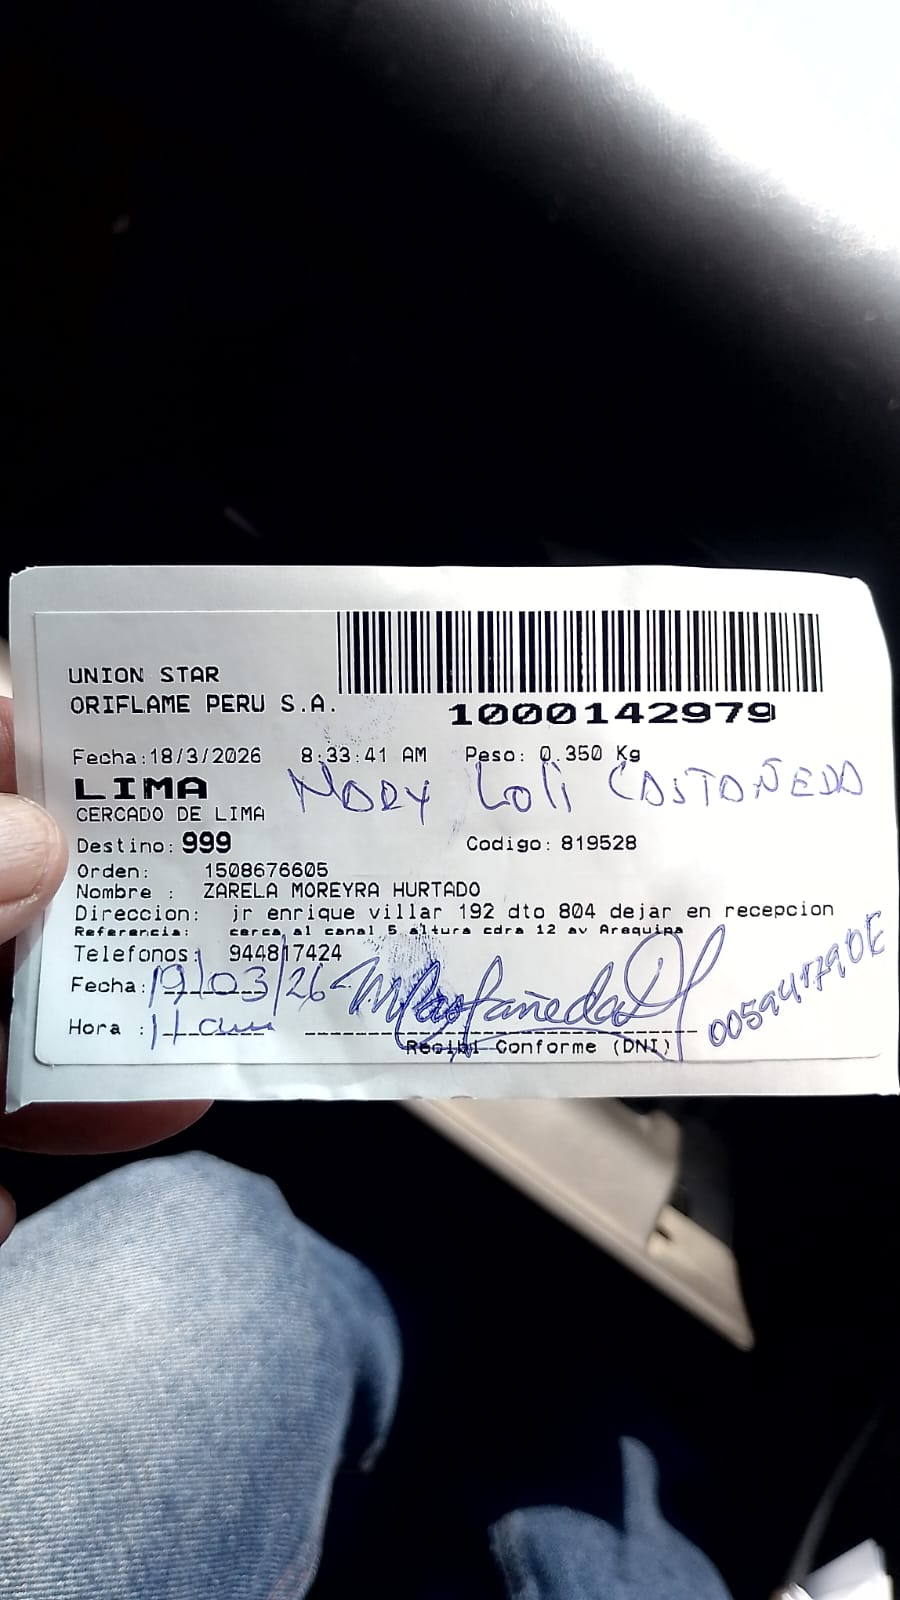 UNION STAR
ORIFLAME PERU S.A.
1000142979
Fecha:18/3/2026 8:33:41 AM Peso: 0.350 Kg
LIMA
CERCADO DE LIMA
NORY Loli CASTAÑEDA
Destino: 999 Codigo: 819528
Orden: 1508676605
Nombre : ZARELA MOREYRA HURTADO
Direccion: jr enrique villar 192 dto 804 dejar en recepcion
Referencia: cerca al canal 5 altura cdra 12 av Arequipa
Telefonos: 944817424
Fecha: 19/03/26 Castañeda
Hora : 11 am
Recibi Conforme (DNI)